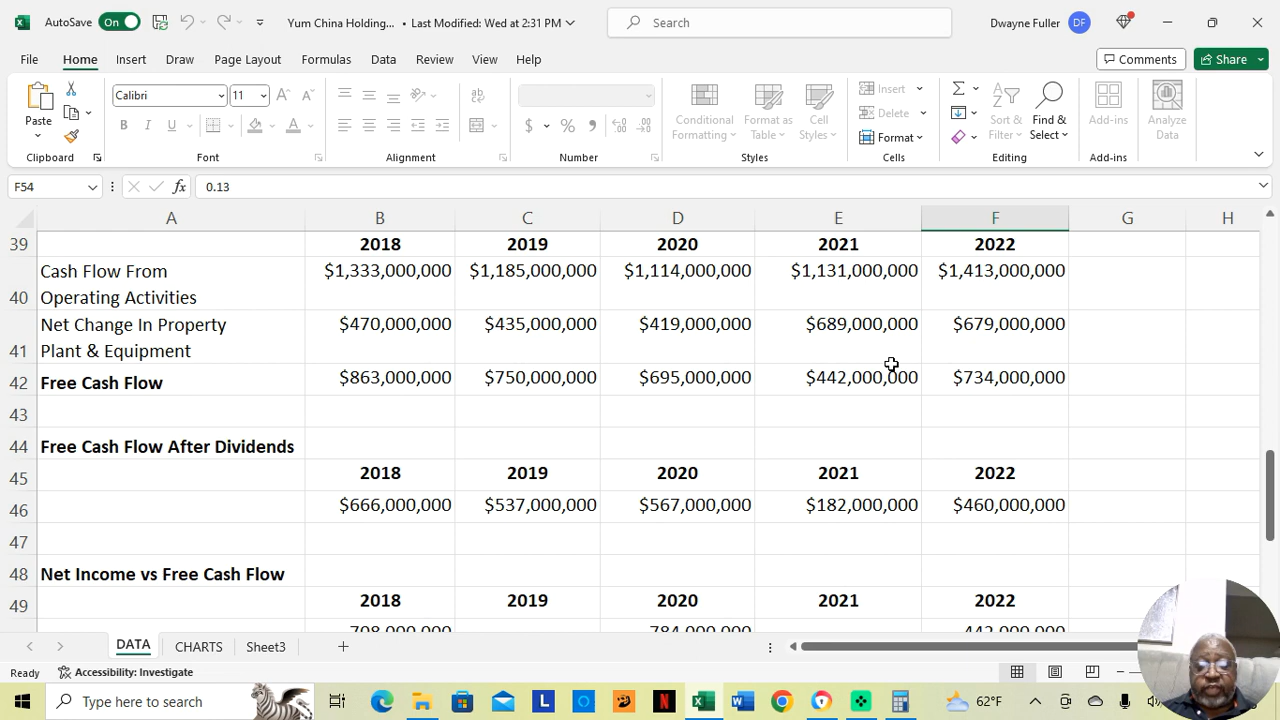 AutoSave On Yum China Holding... • Last Modified: Wed at 2:31 PM Search Dwayne Fuller DF
File Home Insert Draw Page Layout Formulas Data Review View Help Comments Share
Paste Calibri 11 Conditional Formatting Format as Table Cell Styles Insert Delete Format Sort & Filter Find & Select Add-ins Analyze Data
Clipboard Font Alignment Number Styles Cells Editing Add-ins
F54 fx 0.13
A B C D E F G H
39 2018 2019 2020 2021 2022
Cash Flow From $1,333,000,000 $1,185,000,000 $1,114,000,000 $1,131,000,000 $1,413,000,000
40 Operating Activities
Net Change In Property $470,000,000 $435,000,000 $419,000,000 $689,000,000 $679,000,000
41 Plant & Equipment
42 Free Cash Flow $863,000,000 $750,000,000 $695,000,000 $442,000,000 $734,000,000
43
44 Free Cash Flow After Dividends
45 2018 2019 2020 2021 2022
46 $666,000,000 $537,000,000 $567,000,000 $182,000,000 $460,000,000
47
48 Net Income vs Free Cash Flow
49 2018 2019 2020 2021 2022
708,000,000 784,000,000 442,000,000
DATA CHARTS Sheet3
Ready Accessibility: Investigate
Type here to search 62°F